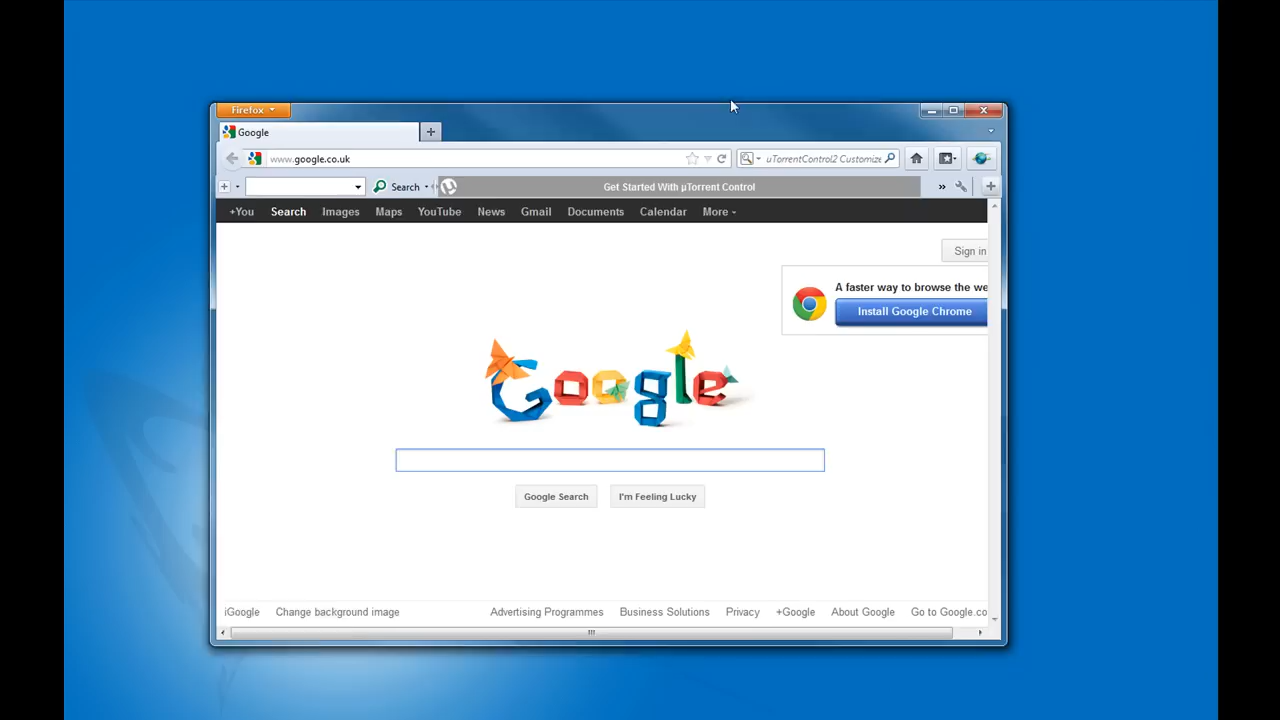 Firefox
Google
www.google.co.uk
uTorrentControl2 Customize
Search
Get Started With µTorrent Control
+You Search Images Maps YouTube News Gmail Documents Calendar More
Sign in
A faster way to browse the we
Install Google Chrome
Google
Google Search I'm Feeling Lucky
iGoogle Change background image Advertising Programmes Business Solutions Privacy +Google About Google Go to Google.co